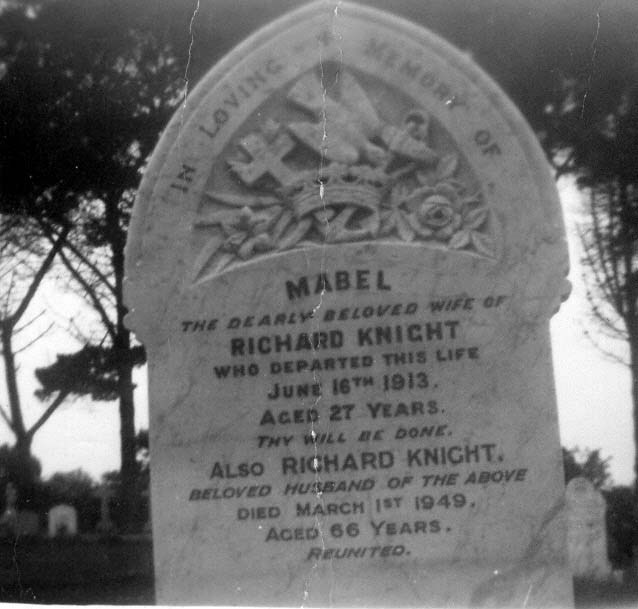 IN LOVING MEMORY OF
MABEL
THE DEARLY BELOVED WIFE OF
RICHARD KNIGHT
WHO DEPARTED THIS LIFE
JUNE 16TH 1913.
AGED 27 YEARS.
THY WILL BE DONE.
ALSO RICHARD KNIGHT.
BELOVED HUSBAND OF THE ABOVE
DIED MARCH 1ST 1949.
AGED 66 YEARS.
REUNITED.